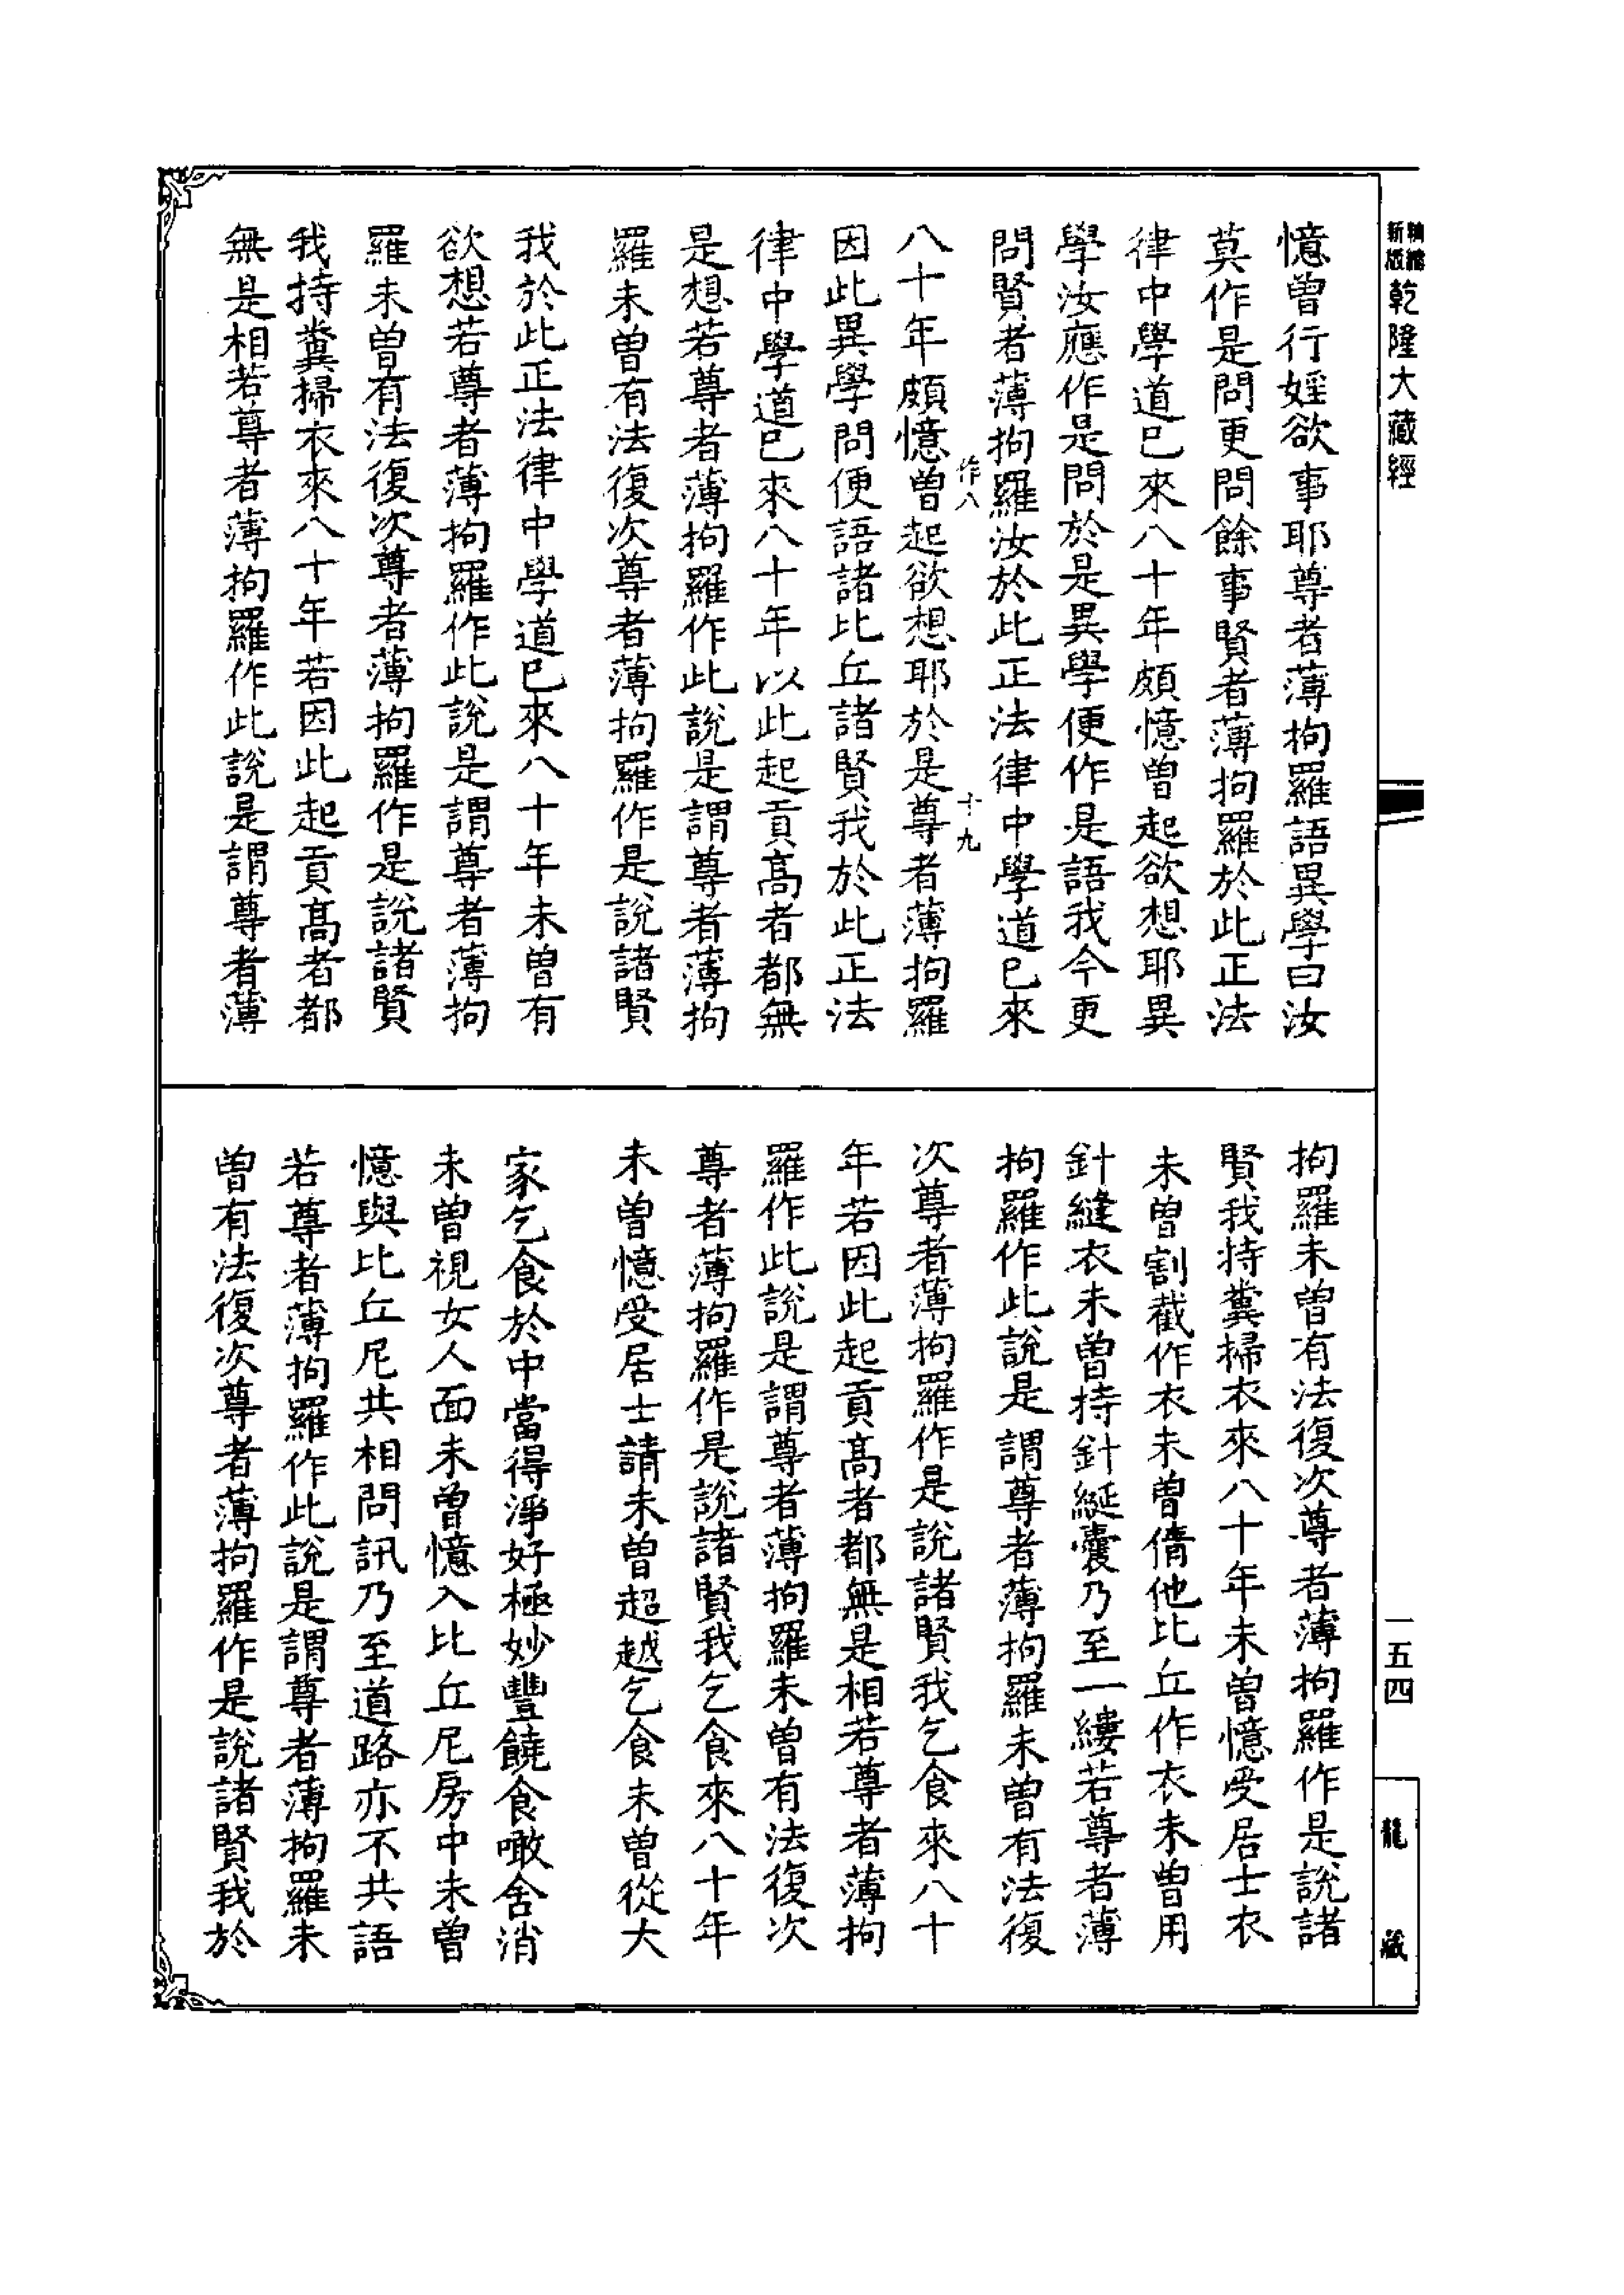 精縮新版乾隆大藏經
憶曽行婬欲事耶尊者薄拘羅語異學曰汝
莫作是問更問餘事賢者薄拘羅於此正法
律中學道已來八十年頗憶曽起欲想耶異
學汝應作是問於是異學便作是語我今更
問賢者薄拘羅汝於此正法律中學道已來
作八 十九
八十年頗憶曽起欲想耶於是尊者薄拘羅
因此異學問便語諸比丘諸賢我於此正法
律中學道已來八十年以此起貢髙者都無
是想若尊者薄拘羅作此說是謂尊者薄拘
羅未曽有法復次尊者薄拘羅作是說諸賢
我於此正法律中學道已來八十年未曽有
欲想若尊者薄拘羅作此說是謂尊者薄拘
羅未曽有法復次尊者薄拘羅作是說諸賢
我持糞掃衣來八十年若因此起貢髙者都
無是相若尊者薄拘羅作此說是謂尊者薄
拘羅未曽有法復次尊者薄拘羅作是說諸
賢我持糞掃衣來八十年未曽憶受居士衣
未曽割截作衣未曽倩他比丘作衣未曽用
針縫衣未曽持針綖囊乃至一縷若尊者薄
拘羅作此說是謂尊者薄拘羅未曽有法復
次尊者薄拘羅作是說諸賢我乞食來八十
年若因此起貢髙者都無是相若尊者薄拘
羅作此說是謂尊者薄拘羅未曽有法復次
尊者薄拘羅作是說諸賢我乞食來八十年
未曽憶受居士請未曽超越乞食未曽從大
家乞食於中當得淨好極妙豐饒食噉含消
未曽視女人面未曽憶入比丘尼房中未曽
憶與比丘尼共相問訊乃至道路亦不共語
若尊者薄拘羅作此說是謂尊者薄拘羅未
曽有法復次尊者薄拘羅作是說諸賢我於
一五四
龍藏